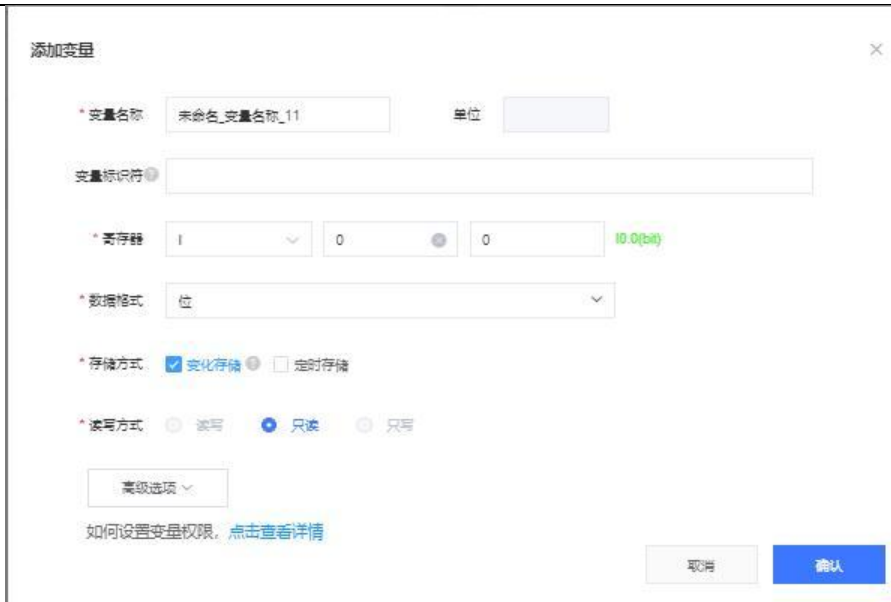 添加变量
* 变量名称 未命名_变量名称_11 单位
变量标识符
* 寄存器 I 0 0 I0.0(bit)
* 数据格式 位
* 存储方式 变化存储 定时存储
* 读写方式 读写 只读 只写
高级选项
如何设置变量权限，点击查看详情
取消 确认